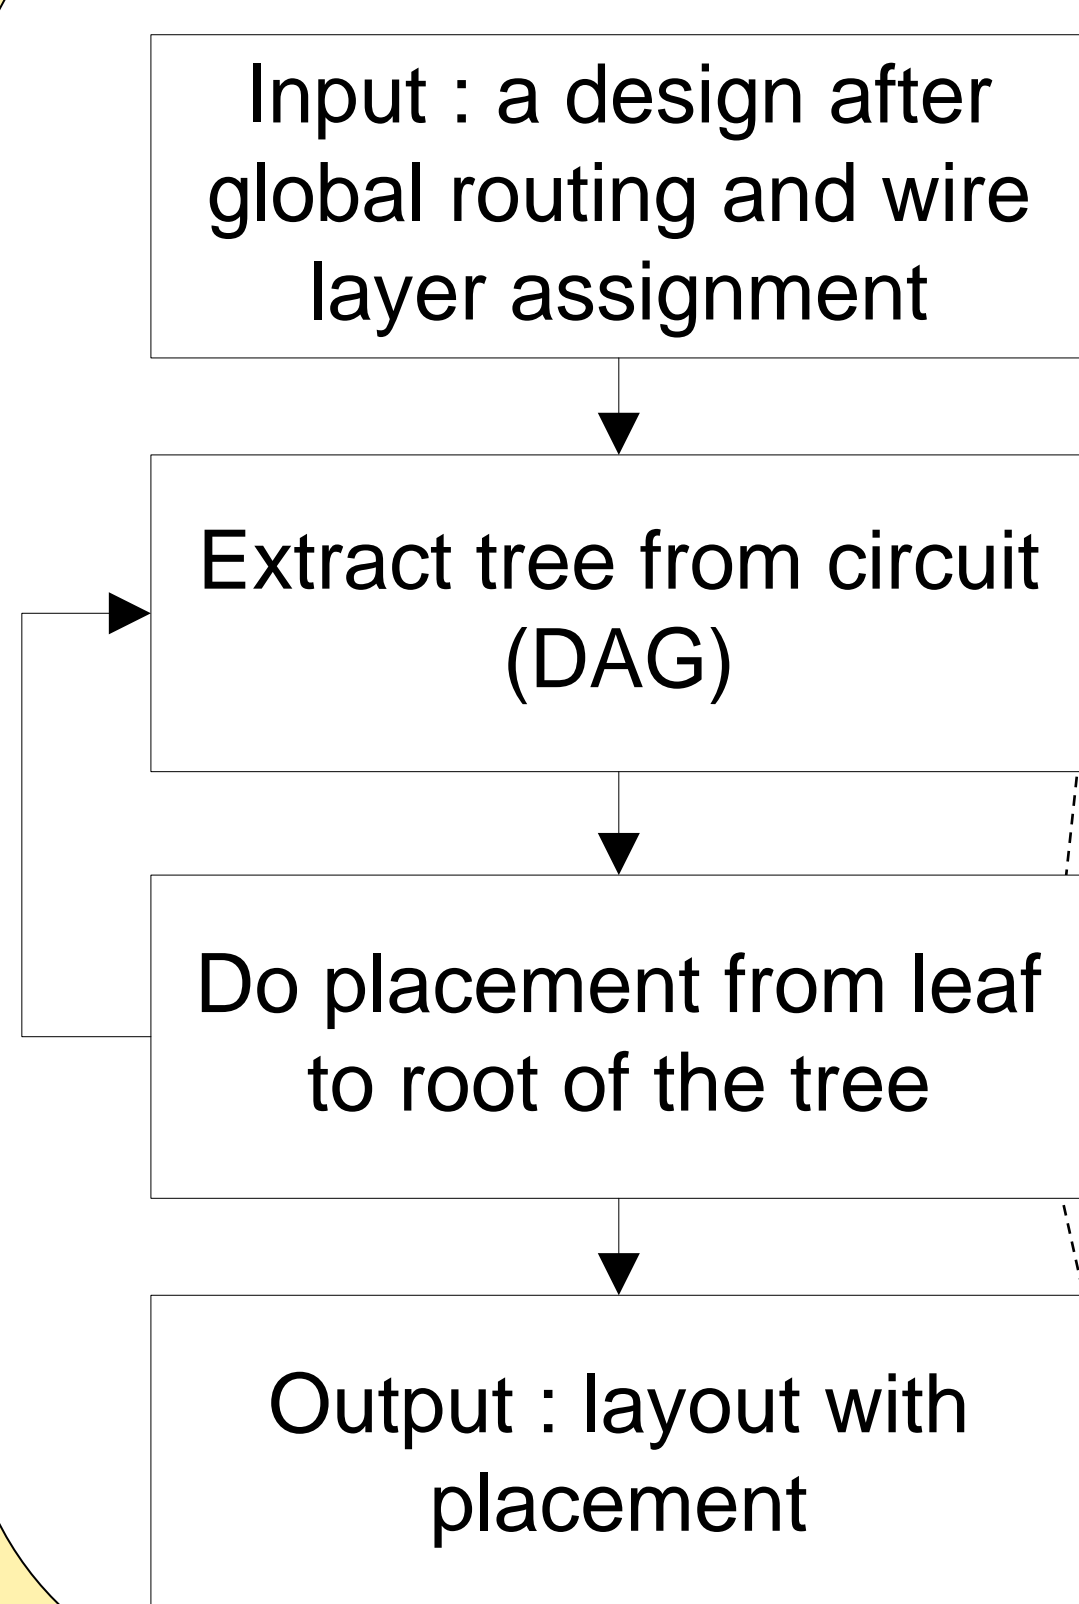 Input : a design after
global routing and wire
layer assignment
Extract tree from circuit
(DAG)
Do placement from leaf
to root of the tree
Output : layout with
placement